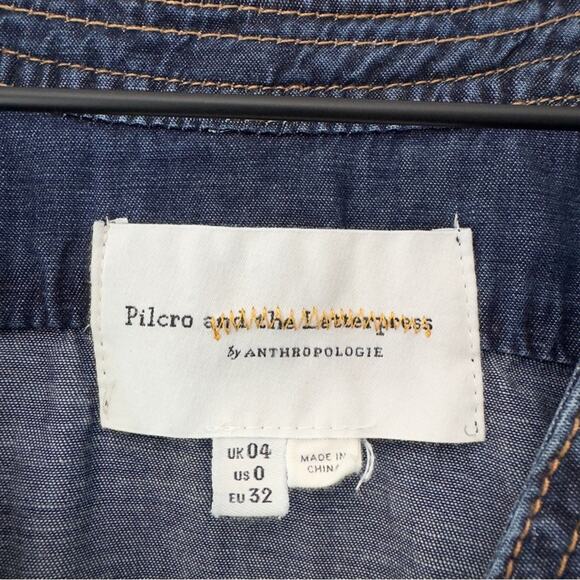 Pilcro and the Letterpress
by ANTHROPOLOGIE
UK 04
US 0
EU 32
MADE IN
CHINA